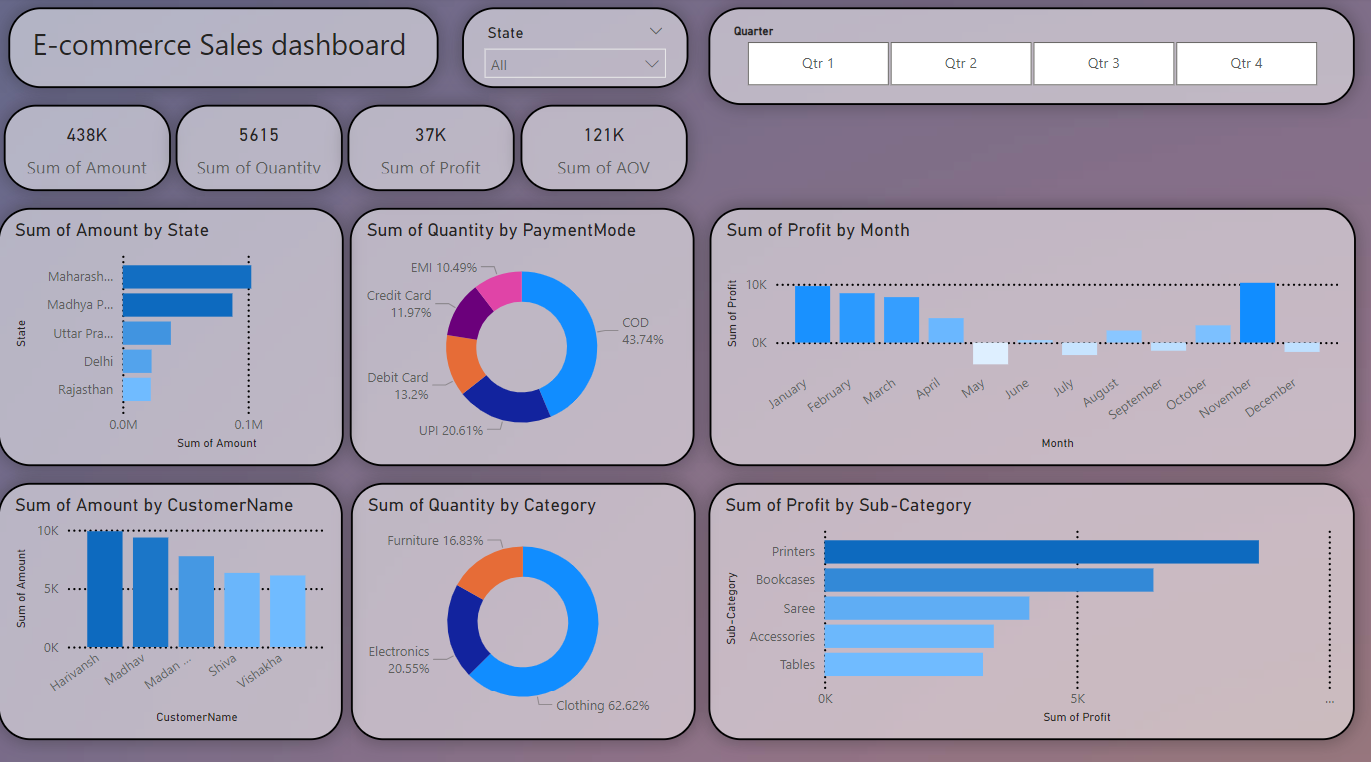 E-commerce Sales dashboard
State
All
Quarter
Qtr 1
Qtr 2
Qtr 3
Qtr 4
438K
Sum of Amount
5615
Sum of Quantity
37K
Sum of Profit
121K
Sum of AOV
Sum of Amount by State
State
Maharash...
Madhya P...
Uttar Pra...
Delhi
Rajasthan
0.0M
0.1M
Sum of Amount
Sum of Quantity by PaymentMode
EMI 10.49%
Credit Card
11.97%
Debit Card
13.2%
UPI 20.61%
COD
43.74%
Sum of Profit by Month
Sum of Profit
10K
0K
January
February
March
April
May
June
July
August
September
October
November
December
Month
Sum of Amount by CustomerName
Sum of Amount
10K
5K
0K
Harivansh
Madhav
Madan ...
Shiva
Vishakha
CustomerName
Sum of Quantity by Category
Furniture 16.83%
Electronics
20.55%
Clothing 62.62%
Sum of Profit by Sub-Category
Sub-Category
Printers
Bookcases
Saree
Accessories
Tables
0K
5K
...
Sum of Profit